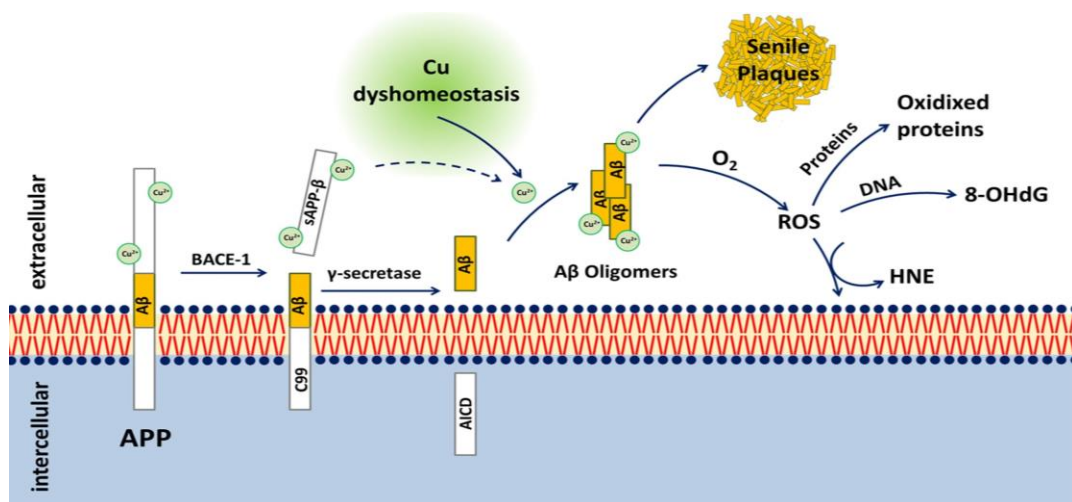 Cu
dyshomeostasis
Senile
Plaques
Oxidixed
proteins
Proteins
O₂
DNA
8-OHdG
ROS
HNE
Cu²⁺
Cu²⁺
sAPP-β
Cu²⁺
Cu²⁺
Cu²⁺
Cu²⁺
Aβ
Aβ
Aβ
Cu²⁺
Cu²⁺
Aβ Oligomers
extracellular
BACE-1
γ-secretase
Aβ
Aβ
Aβ
C99
AICD
APP
intercellular